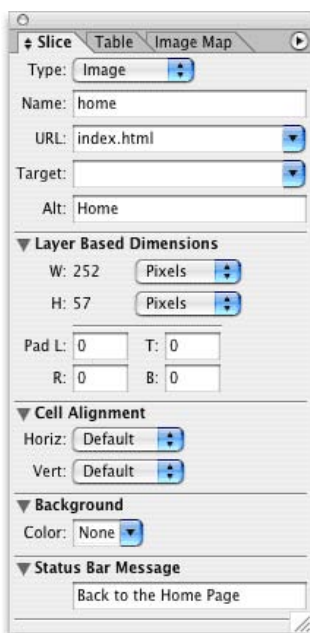 Slice Table Image Map
Type: Image
Name: home
URL: index.html
Target:
Alt: Home
Layer Based Dimensions
W: 252 Pixels
H: 57 Pixels
Pad L: 0 T: 0
R: 0 B: 0
Cell Alignment
Horiz: Default
Vert: Default
Background
Color: None
Status Bar Message
Back to the Home Page